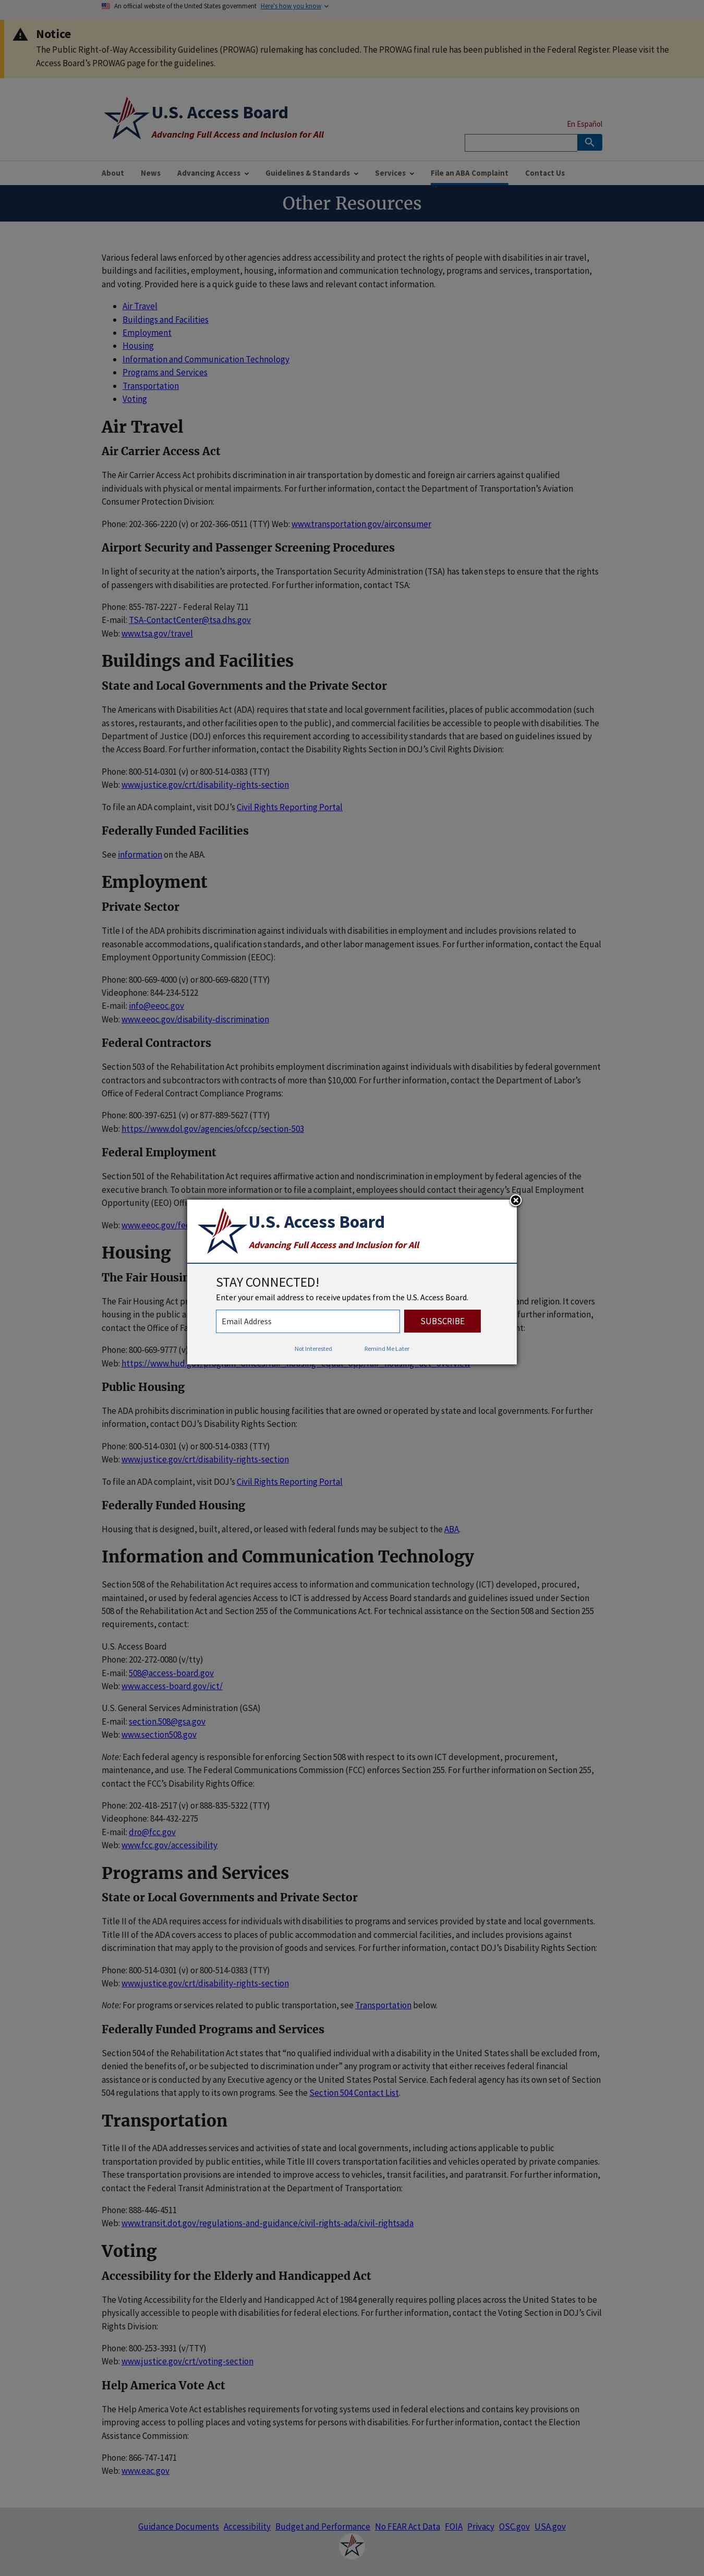 An official website of the United States government Here's how you know
Notice
The Public Right-of-Way Accessibility Guidelines (PROWAG) rulemaking has concluded. The PROWAG final rule has been published in the Federal Register. Please visit the
Access Board's PROWAG page for the guidelines.
U.S. Access Board
Advancing Full Access and Inclusion for All
En Español
About News Advancing Access Guidelines & Standards Services File an ABA Complaint Contact Us
Other Resources
Various federal laws enforced by other agencies address accessibility and protect the rights of people with disabilities in air travel,
buildings and facilities, employment, housing, information and communication technology, programs and services, transportation,
and voting. Provided here is a quick guide to these laws and relevant contact information.
Air Travel
Buildings and Facilities
Employment
Housing
Information and Communication Technology
Programs and Services
Transportation
Voting
Air Travel
Air Carrier Access Act
The Air Carrier Access Act prohibits discrimination in air transportation by domestic and foreign air carriers against qualified
individuals with physical or mental impairments. For further information, contact the Department of Transportation's Aviation
Consumer Protection Division:
Phone: 202-366-2220 (v) or 202-366-0511 (TTY) Web: www.transportation.gov/airconsumer
Airport Security and Passenger Screening Procedures
In light of security at the nation's airports, the Transportation Security Administration (TSA) has taken steps to ensure that the rights
of passengers with disabilities are protected. For further information, contact TSA:
Phone: 855-787-2227 - Federal Relay 711
E-mail: TSA-ContactCenter@tsa.dhs.gov
Web: www.tsa.gov/travel
Buildings and Facilities
State and Local Governments and the Private Sector
The Americans with Disabilities Act (ADA) requires that state and local government facilities, places of public accommodation (such
as stores, restaurants, and other facilities open to the public), and commercial facilities be accessible to people with disabilities. The
Department of Justice (DOJ) enforces this requirement according to accessibility standards that are based on guidelines issued by
the Access Board. For further information, contact the Disability Rights Section in DOJ's Civil Rights Division:
Phone: 800-514-0301 (v) or 800-514-0383 (TTY)
Web: www.justice.gov/crt/disability-rights-section
To file an ADA complaint, visit DOJ's Civil Rights Reporting Portal
Federally Funded Facilities
See information on the ABA.
Employment
Private Sector
Title I of the ADA prohibits discrimination against individuals with disabilities in employment and includes provisions related to
reasonable accommodations, qualification standards, and other labor management issues. For further information, contact the Equal
Employment Opportunity Commission (EEOC):
Phone: 800-669-4000 (v) or 800-669-6820 (TTY)
Videophone: 844-234-5122
E-mail: info@eeoc.gov
Web: www.eeoc.gov/disability-discrimination
Federal Contractors
Section 503 of the Rehabilitation Act prohibits employment discrimination against individuals with disabilities by federal government
contractors and subcontractors with contracts of more than $10,000. For further information, contact the Department of Labor's
Office of Federal Contract Compliance Programs:
Phone: 800-397-6251 (v) or 877-889-5627 (TTY)
Web: https://www.dol.gov/agencies/ofccp/section-503
Federal Employment
Section 501 of the Rehabilitation Act requires affirmative action and nondiscrimination in employment by federal agencies of the
executive branch. To obtain more information or to file a complaint, employees should contact their agency's Equal Employment
Opportunity (EEO)
Web: www.eeoc.gov/
Housing
The Fair
The Fair Housing and religion. It covers
housing
contact
Phone: 800-669-9777
Web:
U.S. Access Board
Advancing Full Access and Inclusion for All
STAY CONNECTED!
Enter your email address to receive updates from the U.S. Access Board.
Email Address SUBSCRIBE
Not Interested Remind Me Later
Public Housing
The ADA prohibits discrimination in public housing facilities that are owned or operated by state and local governments. For further
information, contact DOJ's Disability Rights Section:
Phone: 800-514-0301 (v) or 800-514-0383 (TTY)
Web: www.justice.gov/crt/disability-rights-section
To file an ADA complaint, visit DOJ's Civil Rights Reporting Portal
Federally Funded Housing
Housing that is designed, built, altered, or leased with federal funds may be subject to the ABA.
Information and Communication Technology
Section 508 of the Rehabilitation Act requires access to information and communication technology (ICT) developed, procured,
maintained, or used by federal agencies Access to ICT is addressed by Access Board standards and guidelines issued under Section
508 of the Rehabilitation Act and Section 255 of the Communications Act. For technical assistance on the Section 508 and Section 255
requirements, contact:
U.S. Access Board
Phone: 202-272-0080 (v/tty)
E-mail: 508@access-board.gov
Web: www.access-board.gov/ict/
U.S. General Services Administration (GSA)
E-mail: section.508@gsa.gov
Web: www.section508.gov
Note: Each federal agency is responsible for enforcing Section 508 with respect to its own ICT development, procurement,
maintenance, and use. The Federal Communications Commission (FCC) enforces Section 255. For further information on Section 255,
contact the FCC's Disability Rights Office:
Phone: 202-418-2517 (v) or 888-835-5322 (TTY)
Videophone: 844-432-2275
E-mail: dro@fcc.gov
Web: www.fcc.gov/accessibility
Programs and Services
State or Local Governments and Private Sector
Title II of the ADA requires access for individuals with disabilities to programs and services provided by state and local governments.
Title III of the ADA covers access to places of public accommodation and commercial facilities, and includes provisions against
discrimination that apply to the provision of goods and services. For further information, contact DOJ's Disability Rights Section:
Phone: 800-514-0301 (v) or 800-514-0383 (TTY)
Web: www.justice.gov/crt/disability-rights-section
Note: For programs or services related to public transportation, see Transportation below.
Federally Funded Programs and Services
Section 504 of the Rehabilitation Act states that “no qualified individual with a disability in the United States shall be excluded from,
denied the benefits of, or be subjected to discrimination under” any program or activity that either receives federal financial
assistance or is conducted by any Executive agency or the United States Postal Service. Each federal agency has its own set of Section
504 regulations that apply to its own programs. See the Section 504 Contact List.
Transportation
Title II of the ADA addresses services and activities of state and local governments, including actions applicable to public
transportation provided by public entities, while Title III covers transportation facilities and vehicles operated by private companies.
These transportation provisions are intended to improve access to vehicles, transit facilities, and paratransit. For further information,
contact the Federal Transit Administration at the Department of Transportation:
Phone: 888-446-4511
Web: www.transit.dot.gov/regulations-and-guidance/civil-rights-ada/civil-rightsada
Voting
Accessibility for the Elderly and Handicapped Act
The Voting Accessibility for the Elderly and Handicapped Act of 1984 generally requires polling places across the United States to be
physically accessible to people with disabilities for federal elections. For further information, contact the Voting Section in DOJ's Civil
Rights Division:
Phone: 800-253-3931 (v/TTY)
Web: www.justice.gov/crt/voting-section
Help America Vote Act
The Help America Vote Act establishes requirements for voting systems used in federal elections and contains key provisions on
improving access to polling places and voting systems for persons with disabilities. For further information, contact the Election
Assistance Commission:
Phone: 866-747-1471
Web: www.eac.gov
Guidance Documents Accessibility Budget and Performance No FEAR Act Data FOIA Privacy OSC.gov USA.gov